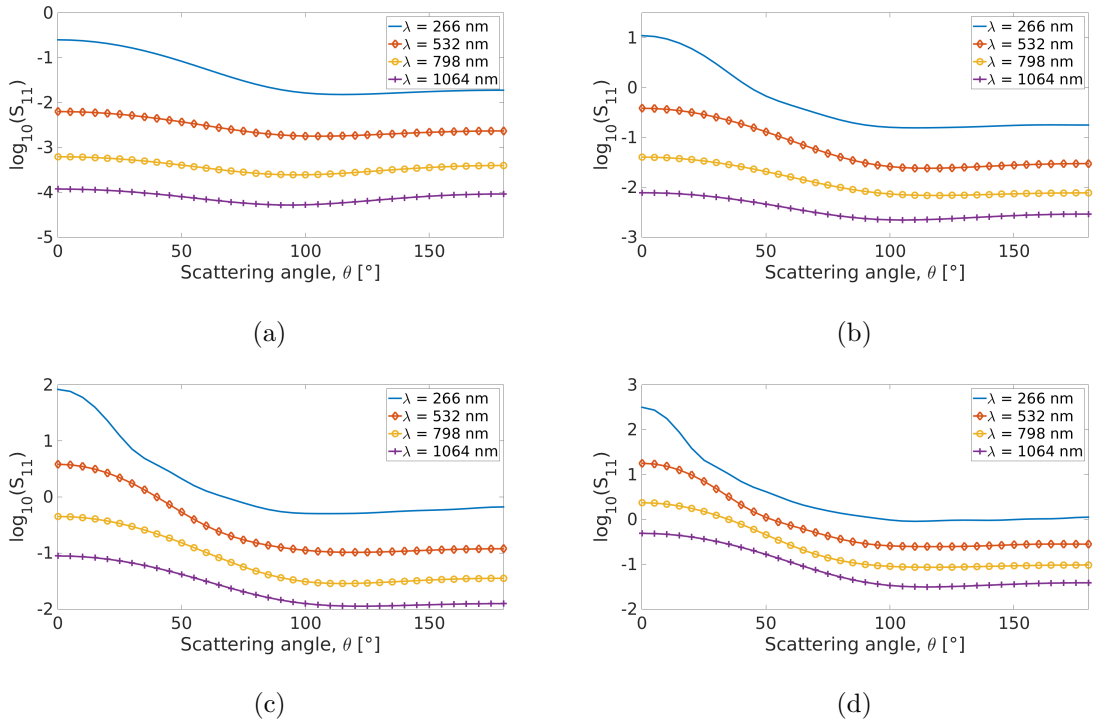 0
-1
-2
-3
-4
-5
log10(S11)
λ = 266 nm
λ = 532 nm
λ = 798 nm
λ = 1064 nm
0 50 100 150
Scattering angle, θ [°]
(a)
1
0
-1
-2
-3
log10(S11)
λ = 266 nm
λ = 532 nm
λ = 798 nm
λ = 1064 nm
0 50 100 150
Scattering angle, θ [°]
(b)
2
1
0
-1
-2
log10(S11)
λ = 266 nm
λ = 532 nm
λ = 798 nm
λ = 1064 nm
0 50 100 150
Scattering angle, θ [°]
(c)
3
2
1
0
-1
-2
log10(S11)
λ = 266 nm
λ = 532 nm
λ = 798 nm
λ = 1064 nm
0 50 100 150
Scattering angle, θ [°]
(d)